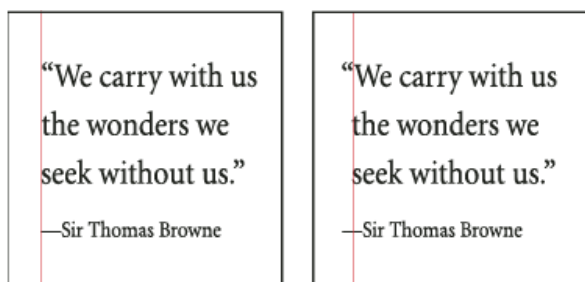 “We carry with us
the wonders we
seek without us.”
—Sir Thomas Browne
“We carry with us
the wonders we
seek without us.”
—Sir Thomas Browne